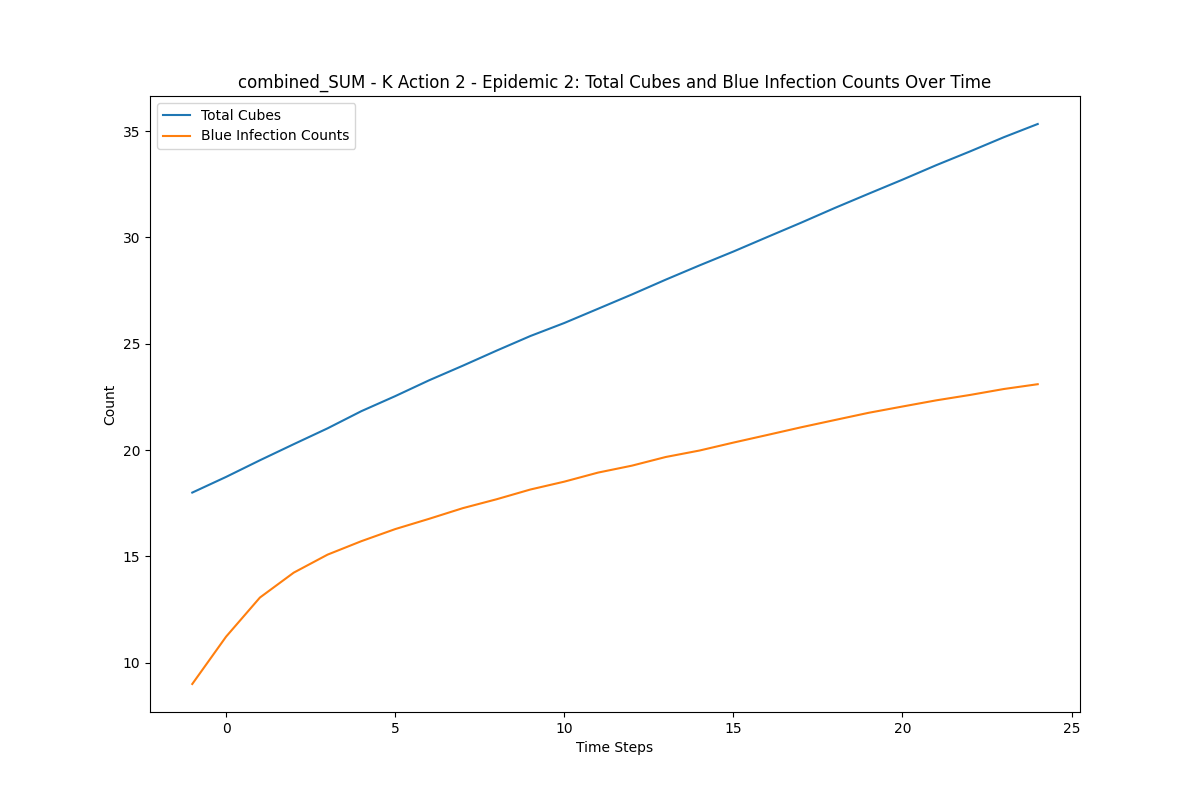 combined_SUM - K Action 2 - Epidemic 2: Total Cubes and Blue Infection Counts Over Time
Total Cubes
Blue Infection Counts
35
30
25
20
15
10
Count
0 5 10 15 20 25
Time Steps